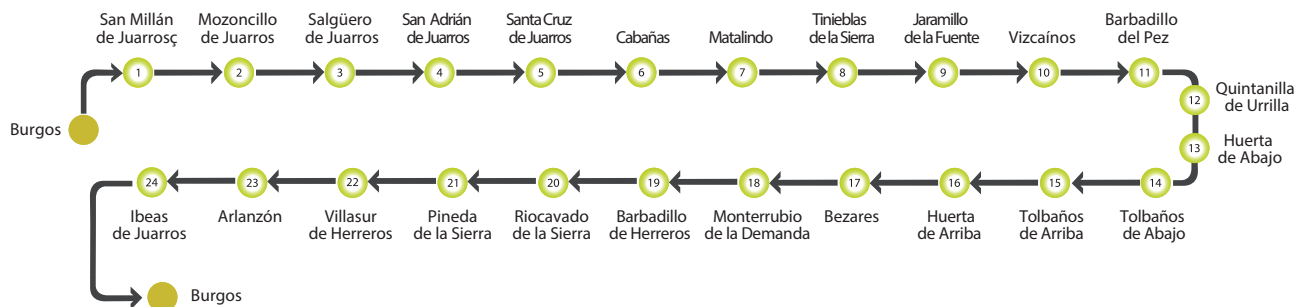 San Millán
de Juarrosç
Mozoncillo
de Juarros
Salgüero
de Juarros
San Adrián
de Juarros
Santa Cruz
de Juarros
Cabañas
Matalindo
Tinieblas
de la Sierra
Jaramillo
de la Fuente
Vizcaínos
Barbadillo
del Pez
1
2
3
4
5
6
7
8
9
10
11
12
Quintanilla
de Urrilla
Burgos
13
Huerta
de Abajo
24
23
22
21
20
19
18
17
16
15
14
Ibeas
de Juarros
Arlanzón
Villasur
de Herreros
Pineda
de la Sierra
Riocavado
de la Sierra
Barbadillo
de Herreros
Monterrubio
de la Demanda
Bezares
Huerta
de Arriba
Tolbaños
de Arriba
Tolbaños
de Abajo
Burgos